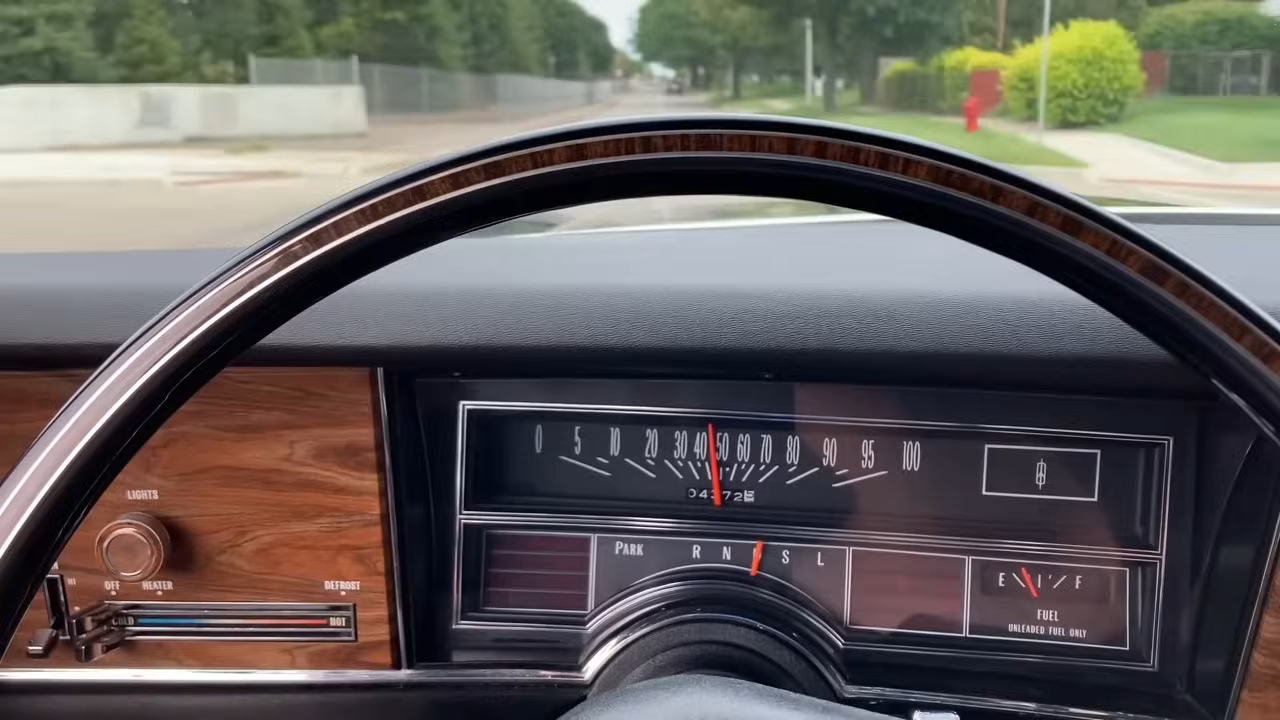 0 5 10 20 30 40 50 60 70 80 90 95 100
LIGHTS
PARK R N S L
HI
OFF HEATER DEFROST
COLD HOT
E F
FUEL
UNLEADED FUEL ONLY